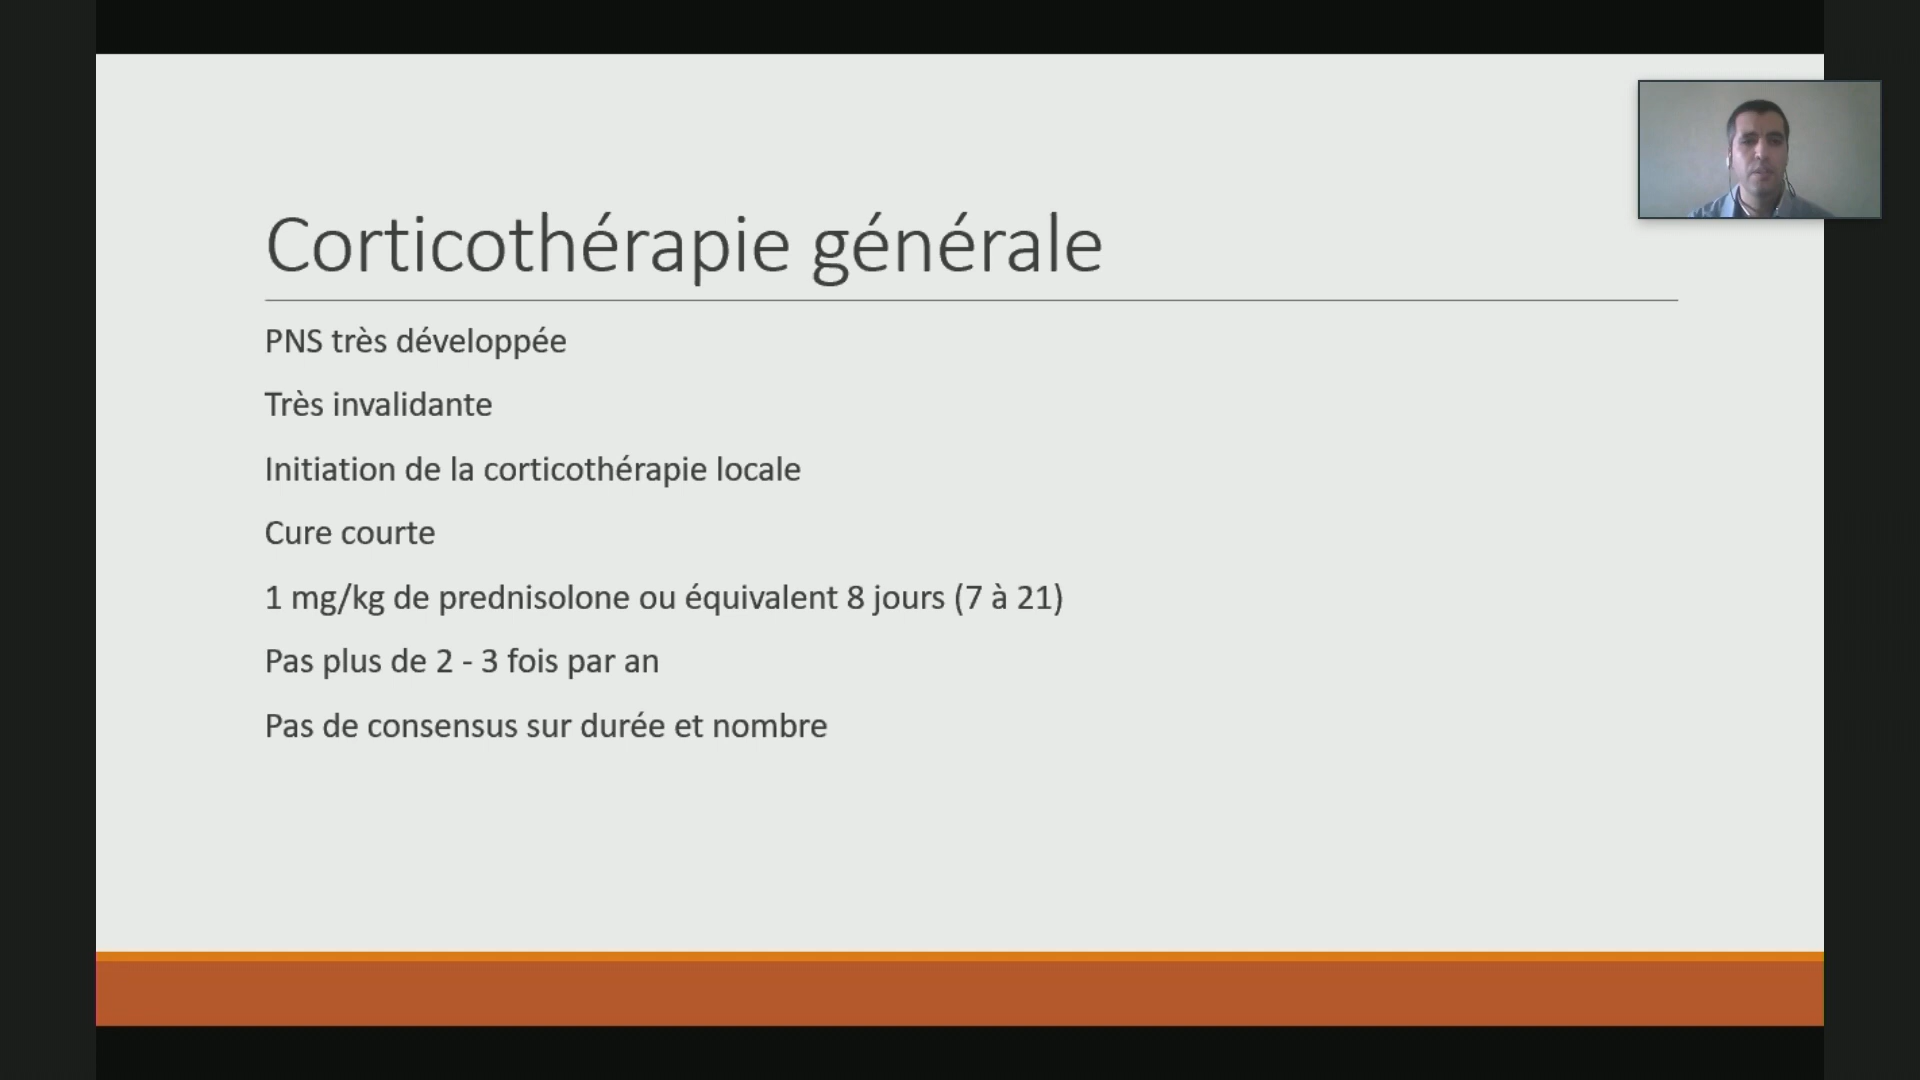 Corticothérapie générale
PNS très développée
Très invalidante
Initiation de la corticothérapie locale
Cure courte
1 mg/kg de prednisolone ou équivalent 8 jours (7 à 21)
Pas plus de 2 - 3 fois par an
Pas de consensus sur durée et nombre